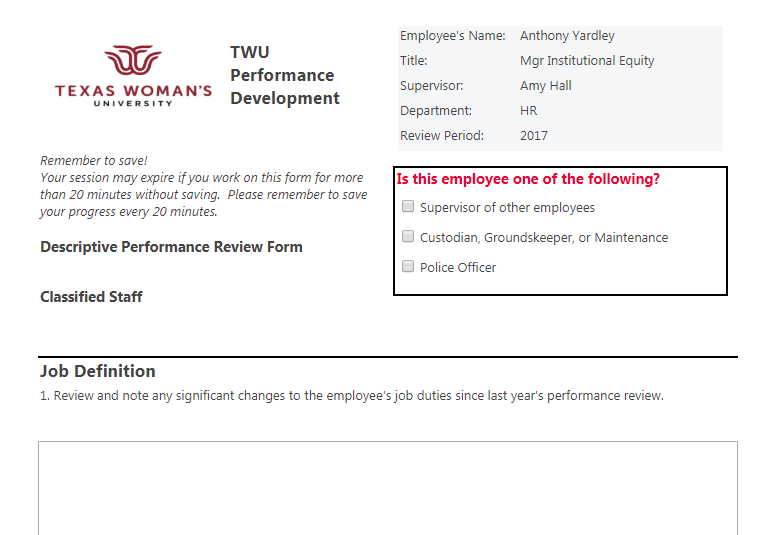 TEXAS WOMAN'S
UNIVERSITY
TWU
Performance
Development
Employee's Name: Anthony Yardley
Title: Mgr Institutional Equity
Supervisor: Amy Hall
Department: HR
Review Period: 2017
Remember to save!
Your session may expire if you work on this form for more
than 20 minutes without saving. Please remember to save
your progress every 20 minutes.
Is this employee one of the following?
Supervisor of other employees
Custodian, Groundskeeper, or Maintenance
Police Officer
Descriptive Performance Review Form
Classified Staff
Job Definition
1. Review and note any significant changes to the employee's job duties since last year's performance review.